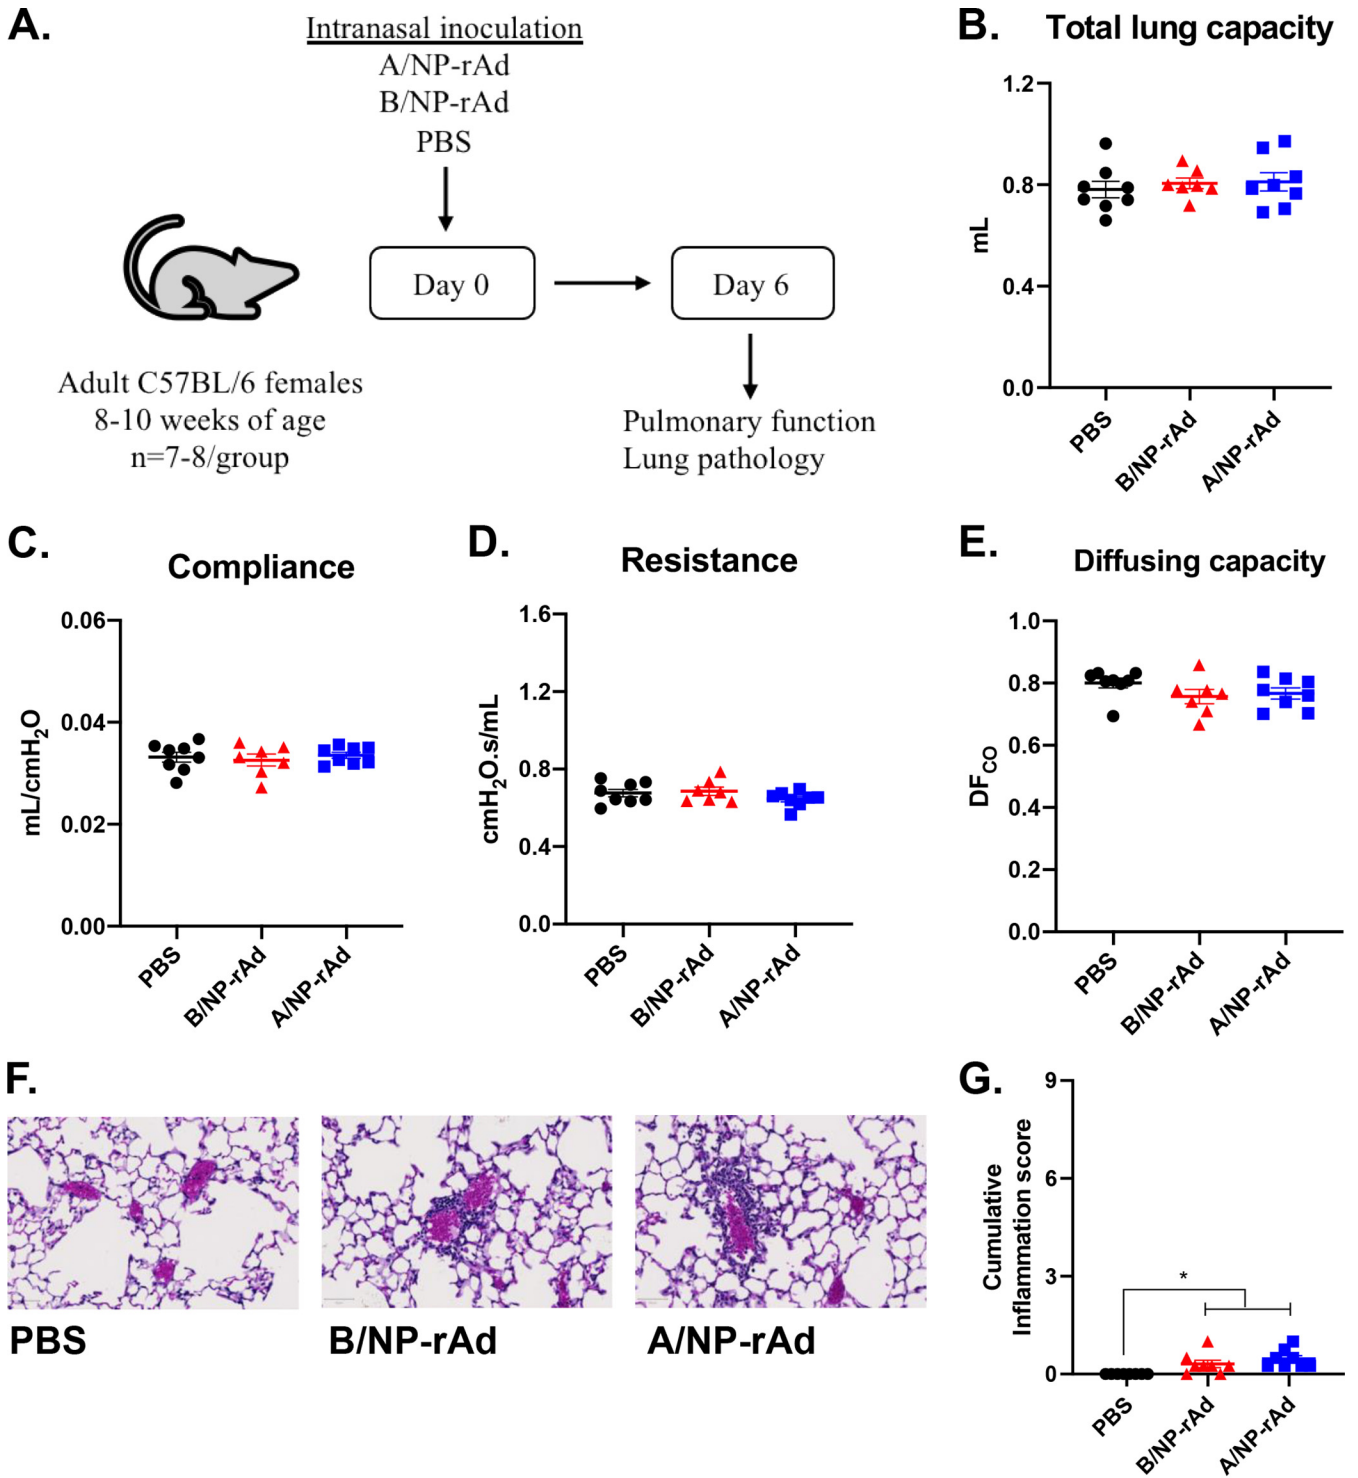 A.
Intranasal inoculation
A/NP-rAd
B/NP-rAd
PBS
Day 0
Day 6
Adult C57BL/6 females
8-10 weeks of age
n=7-8/group
Pulmonary function
Lung pathology
B.
Total lung capacity
mL
1.2
0.8
0.4
0.0
PBS
B/NP-rAd
A/NP-rAd
C.
Compliance
mL/cmH2O
0.06
0.04
0.02
0.00
PBS
B/NP-rAd
A/NP-rAd
D.
Resistance
cmH2O.s/mL
1.6
1.2
0.8
0.4
0.0
PBS
B/NP-rAd
A/NP-rAd
E.
Diffusing capacity
DFCO
1.0
0.8
0.6
0.4
0.2
0.0
PBS
B/NP-rAd
A/NP-rAd
F.
PBS
B/NP-rAd
A/NP-rAd
G.
Cumulative
Inflammation score
9
6
3
0
*
PBS
B/NP-rAd
A/NP-rAd